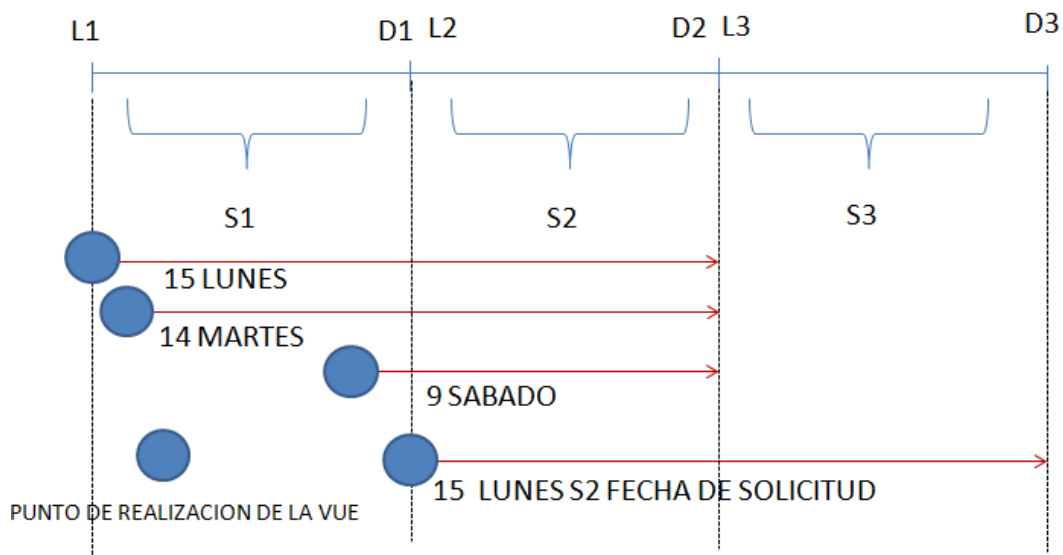 L1 D1 L2 D2 L3 D3
S1 S2 S3
15 LUNES
14 MARTES
9 SABADO
15 LUNES S2 FECHA DE SOLICITUD
PUNTO DE REALIZACION DE LA VUE